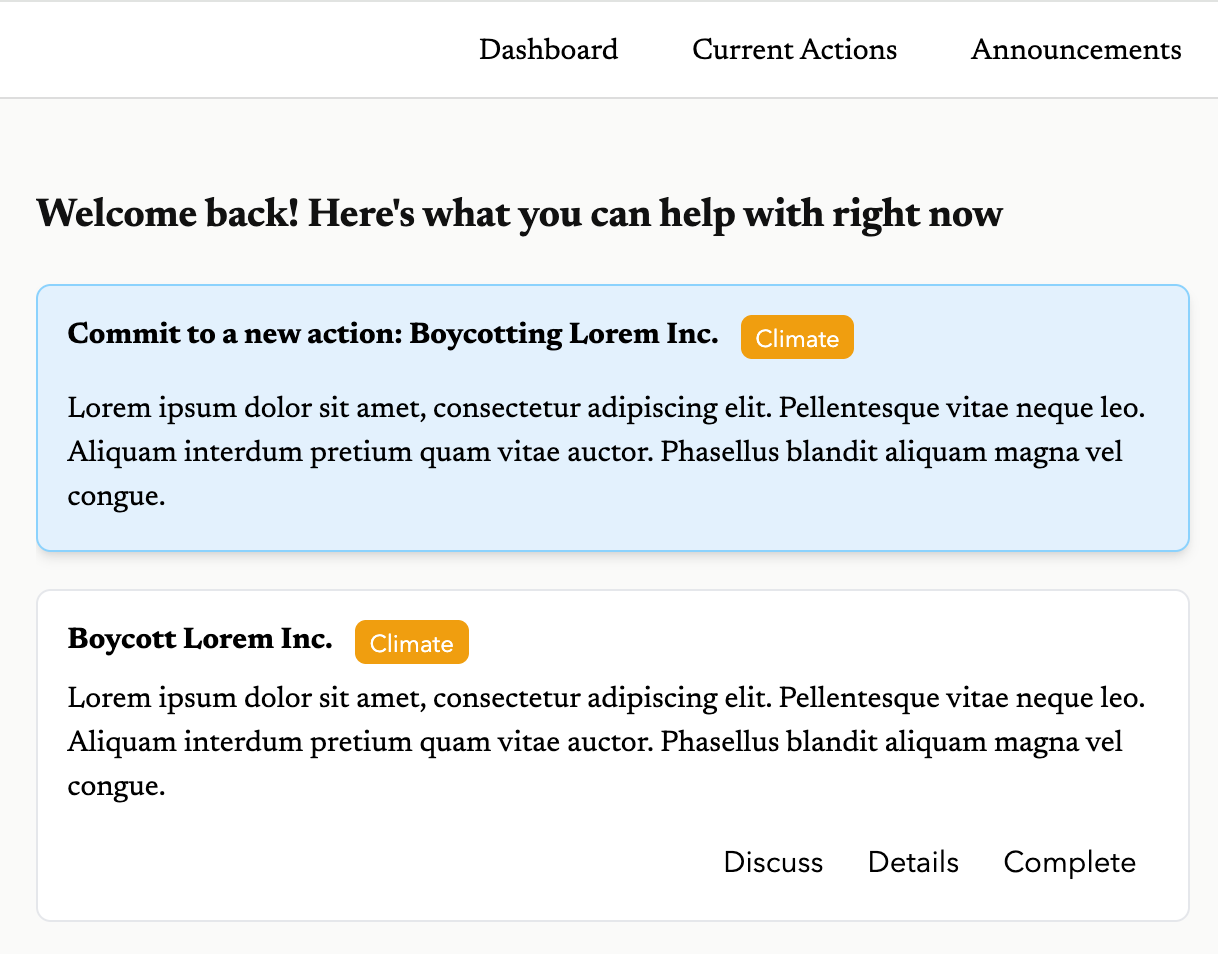 Dashboard Current Actions Announcements
Welcome back! Here's what you can help with right now
Commit to a new action: Boycotting Lorem Inc. Climate
Lorem ipsum dolor sit amet, consectetur adipiscing elit. Pellentesque vitae neque leo.
Aliquam interdum pretium quam vitae auctor. Phasellus blandit aliquam magna vel
congue.
Boycott Lorem Inc. Climate
Lorem ipsum dolor sit amet, consectetur adipiscing elit. Pellentesque vitae neque leo.
Aliquam interdum pretium quam vitae auctor. Phasellus blandit aliquam magna vel
congue.
Discuss Details Complete